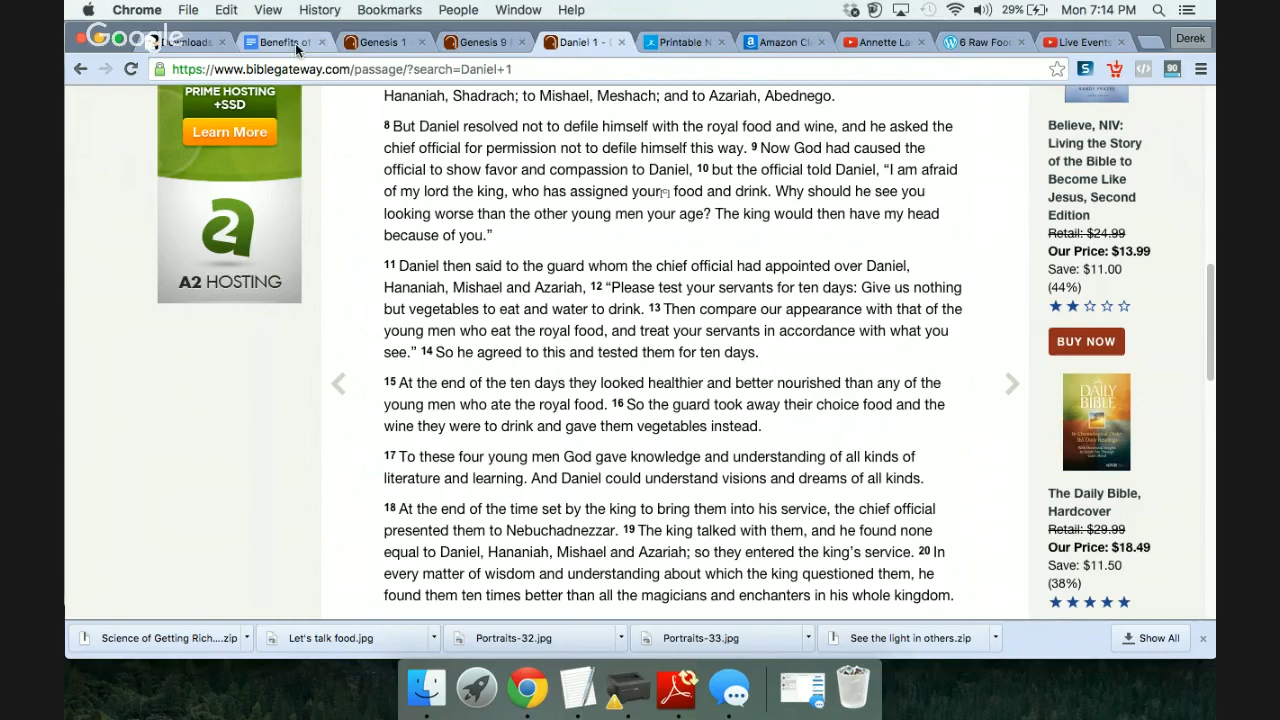 Chrome File Edit View History Bookmarks People Window Help 29% Mon 7:14 PM
Google
Downloads Benefits of Genesis 1 Genesis 9 Daniel 1 - Printable N Amazon Cl Annette La 6 Raw Foo Live Events Derek
https://www.biblegateway.com/passage/?search=Daniel+1 90
PRIME HOSTING
+SSD
Learn More
A2 HOSTING
Hananiah, Shadrach; to Mishael, Meshach; and to Azariah, Abednego.
8 But Daniel resolved not to defile himself with the royal food and wine, and he asked the
chief official for permission not to defile himself this way. 9 Now God had caused the
official to show favor and compassion to Daniel, 10 but the official told Daniel, “I am afraid
of my lord the king, who has assigned your[c] food and drink. Why should he see you
looking worse than the other young men your age? The king would then have my head
because of you.”
11 Daniel then said to the guard whom the chief official had appointed over Daniel,
Hananiah, Mishael and Azariah, 12 “Please test your servants for ten days: Give us nothing
but vegetables to eat and water to drink. 13 Then compare our appearance with that of the
young men who eat the royal food, and treat your servants in accordance with what you
see.” 14 So he agreed to this and tested them for ten days.
15 At the end of the ten days they looked healthier and better nourished than any of the
young men who ate the royal food. 16 So the guard took away their choice food and the
wine they were to drink and gave them vegetables instead.
17 To these four young men God gave knowledge and understanding of all kinds of
literature and learning. And Daniel could understand visions and dreams of all kinds.
18 At the end of the time set by the king to bring them into his service, the chief official
presented them to Nebuchadnezzar. 19 The king talked with them, and he found none
equal to Daniel, Hananiah, Mishael and Azariah; so they entered the king’s service. 20 In
every matter of wisdom and understanding about which the king questioned them, he
found them ten times better than all the magicians and enchanters in his whole kingdom.
Believe, NIV:
Living the Story
of the Bible to
Become Like
Jesus, Second
Edition
Retail: $24.99
Our Price: $13.99
Save: $11.00
(44%)
BUY NOW
DAILY
BIBLE
The Daily Bible,
Hardcover
Retail: $29.99
Our Price: $18.49
Save: $11.50
(38%)
Science of Getting Rich....zip Let's talk food.jpg Portraits-32.jpg Portraits-33.jpg See the light in others.zip Show All